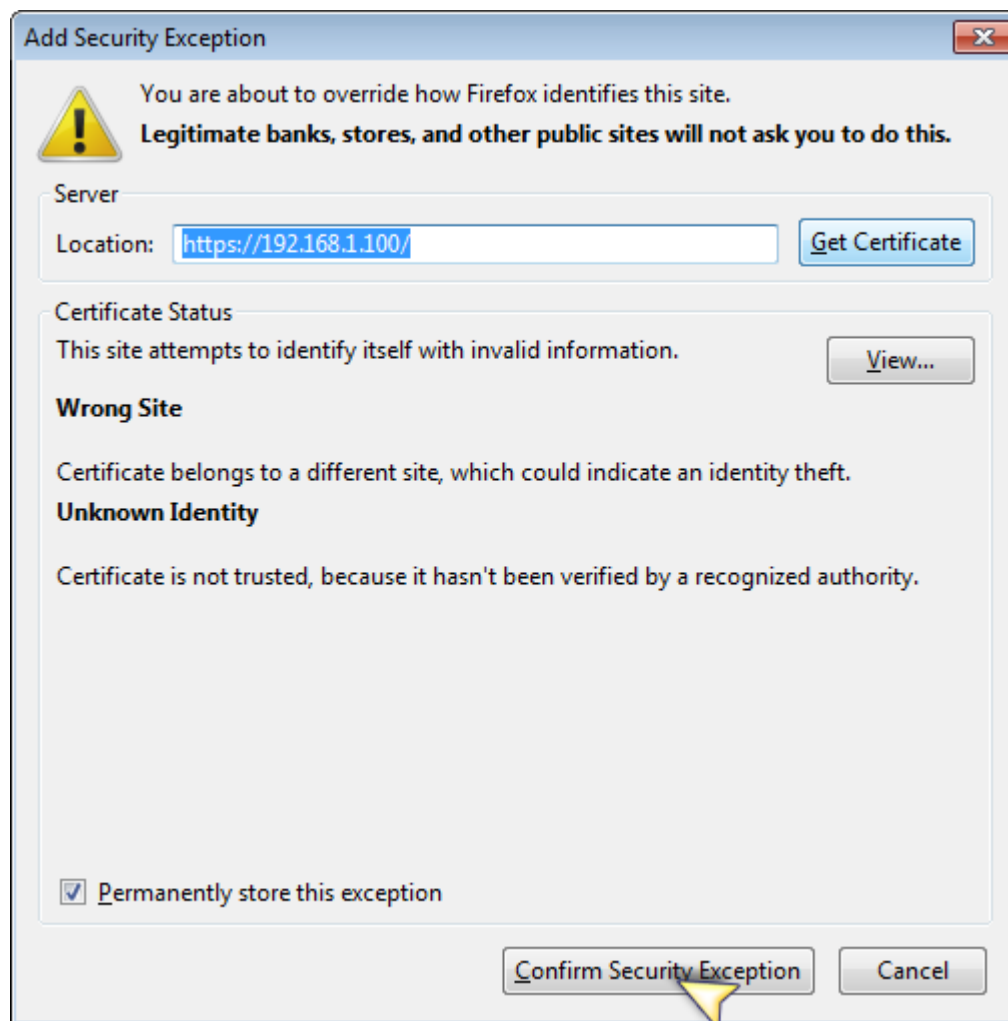 Add Security Exception
You are about to override how Firefox identifies this site.
Legitimate banks, stores, and other public sites will not ask you to do this.
Server
Location: https://192.168.1.100/ Get Certificate
Certificate Status
This site attempts to identify itself with invalid information.
View...
Wrong Site
Certificate belongs to a different site, which could indicate an identity theft.
Unknown Identity
Certificate is not trusted, because it hasn't been verified by a recognized authority.
Permanently store this exception
Confirm Security Exception Cancel